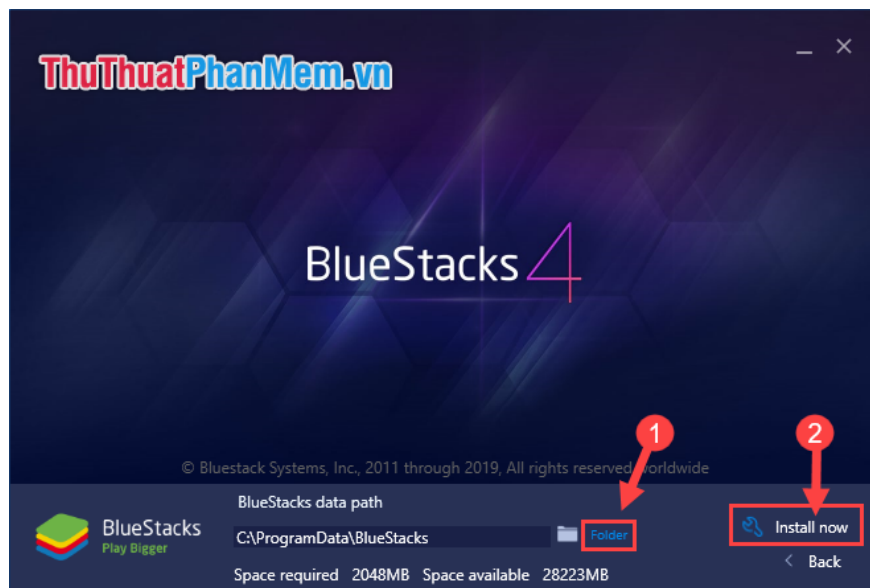 ThuThuatPhanMem.vn
BlueStacks 4
1
2
© Bluestack Systems, Inc., 2011 through 2019, All rights reserved worldwide
BlueStacks data path
BlueStacks
Play Bigger
C:\ProgramData\BlueStacks
Folder
Install now
Back
Space required 2048MB Space available 28223MB